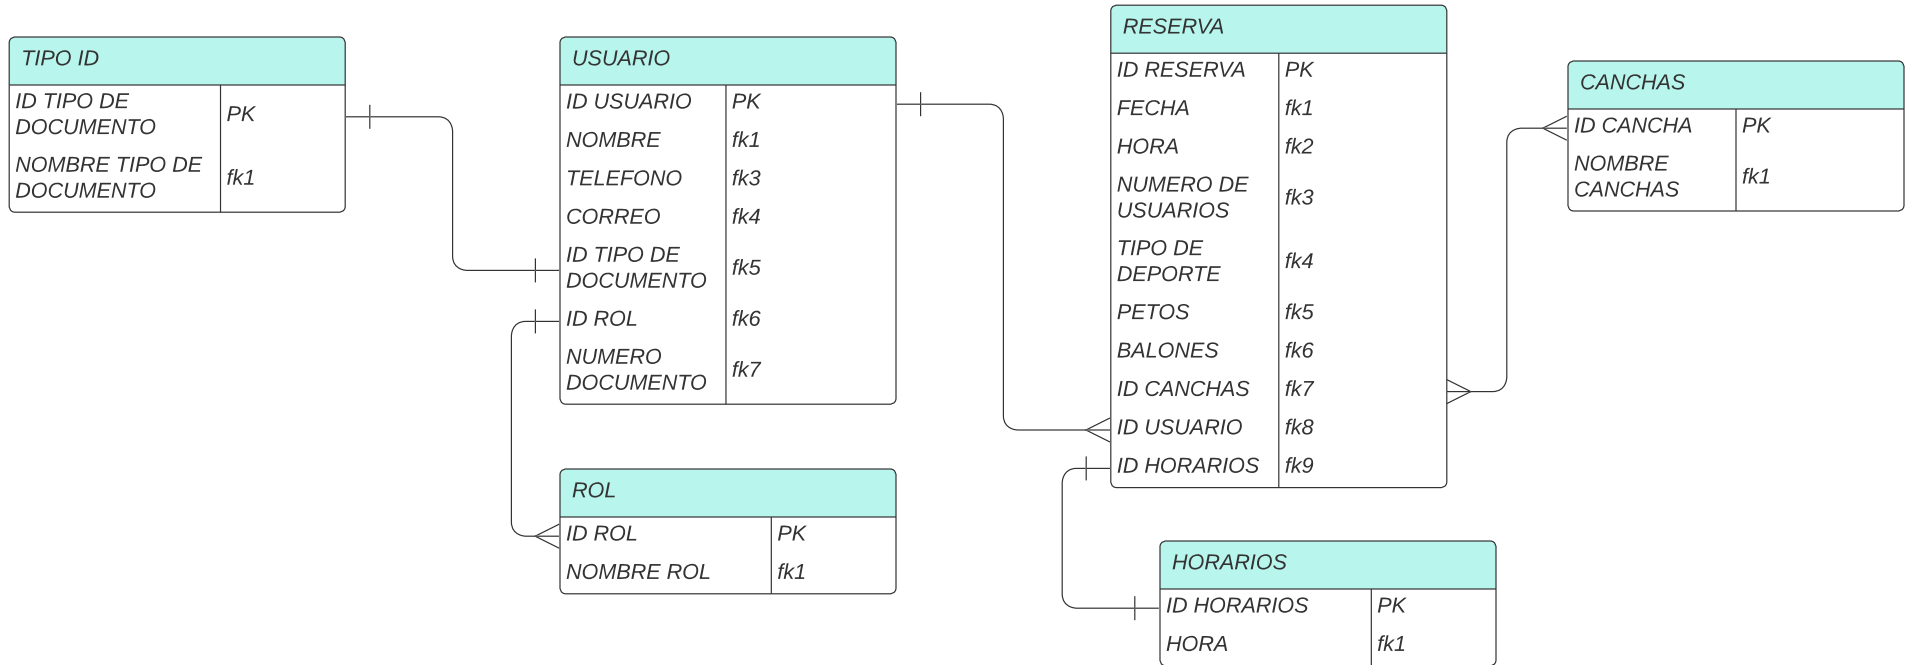 TIPO ID
ID TIPO DE
DOCUMENTO
PK
NOMBRE TIPO DE
DOCUMENTO
fk1
USUARIO
ID USUARIO PK
NOMBRE fk1
TELEFONO fk3
CORREO fk4
ID TIPO DE
DOCUMENTO
fk5
ID ROL fk6
NUMERO
DOCUMENTO
fk7
ROL
ID ROL PK
NOMBRE ROL fk1
RESERVA
ID RESERVA PK
FECHA fk1
HORA fk2
NUMERO DE
USUARIOS
fk3
TIPO DE
DEPORTE
fk4
PETOS fk5
BALONES fk6
ID CANCHAS fk7
ID USUARIO fk8
ID HORARIOS fk9
HORARIOS
ID HORARIOS PK
HORA fk1
CANCHAS
ID CANCHA PK
NOMBRE
CANCHAS
fk1